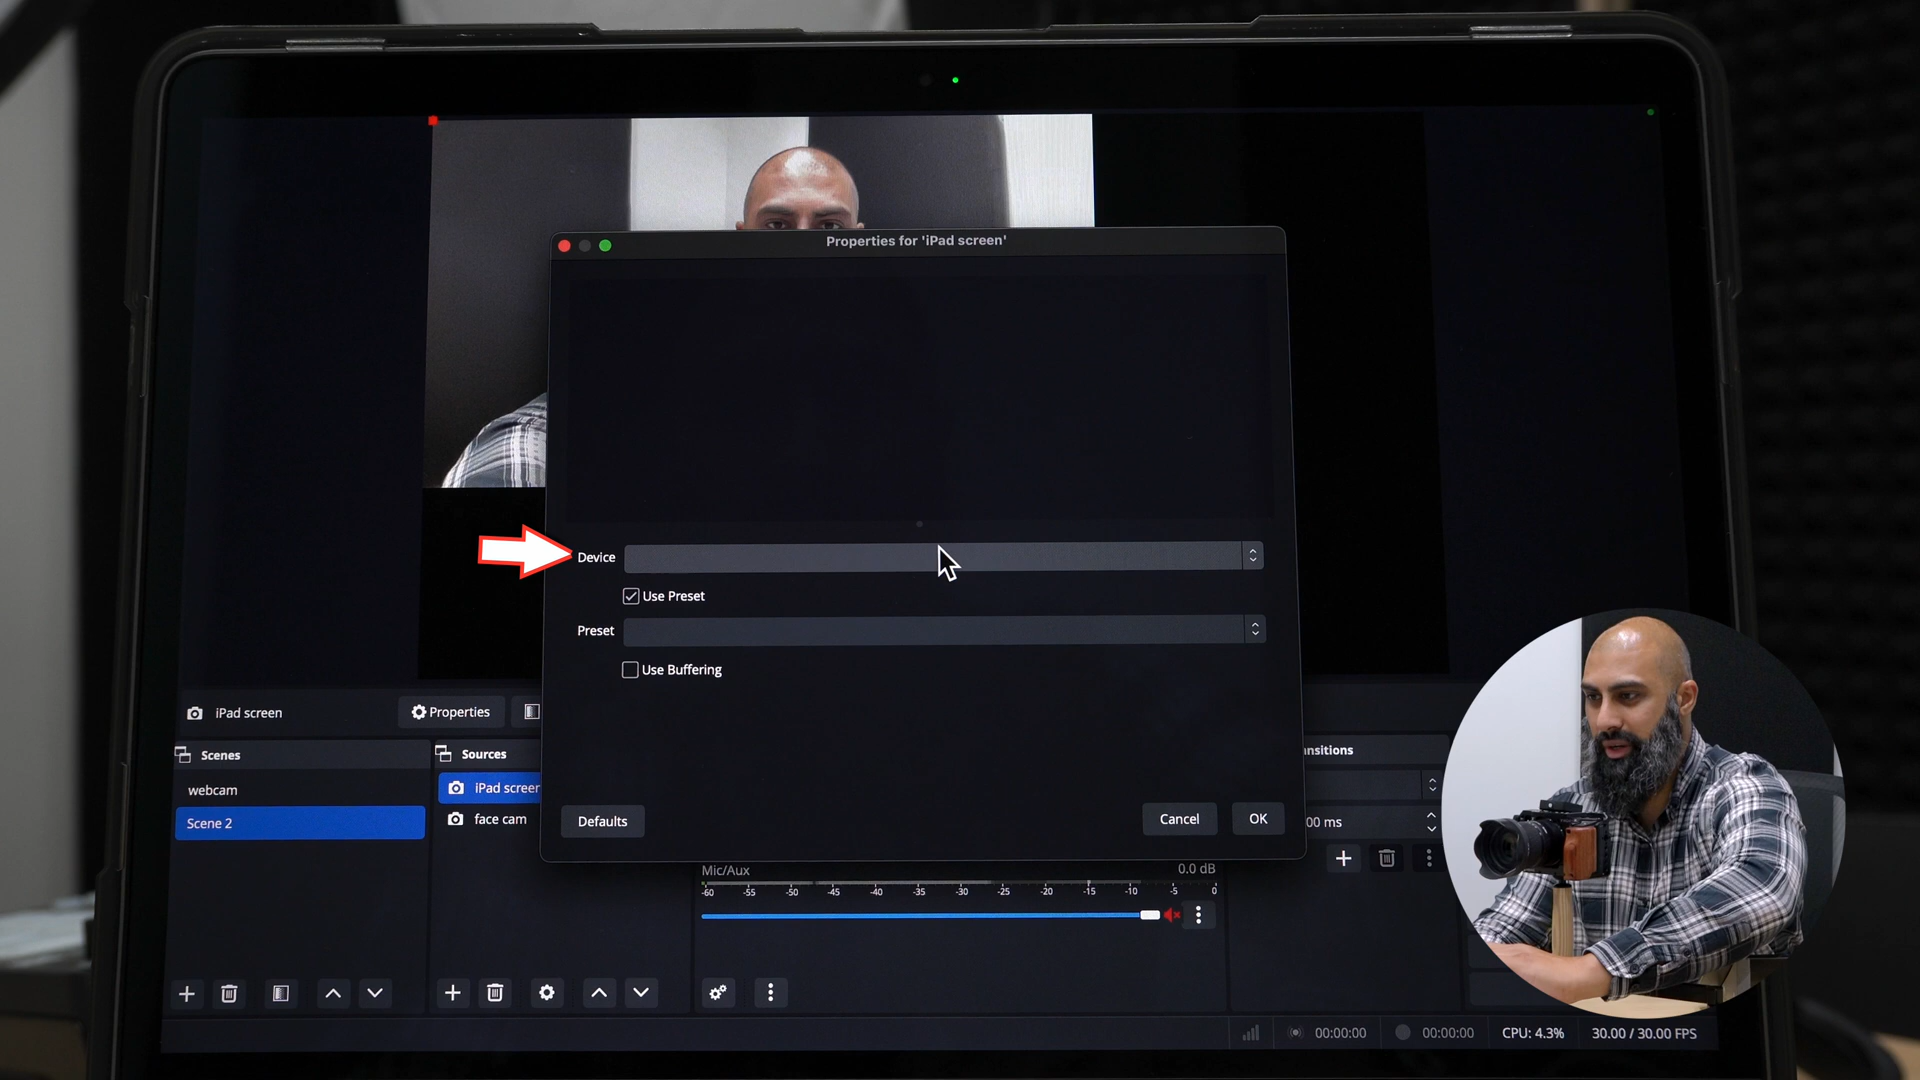 Properties for 'iPad screen'
Device
Use Preset
Preset
Use Buffering
Defaults
Cancel
OK
iPad screen
Properties
Scenes
webcam
Scene 2
Sources
iPad screen
face cam
nsitions
00 ms
Mic/Aux
0.0 dB
-60 -55 -50 -45 -40 -35 -30 -25 -20 -15 -10 -5 0
00:00:00
00:00:00
CPU: 4.3%
30.00 / 30.00 FPS